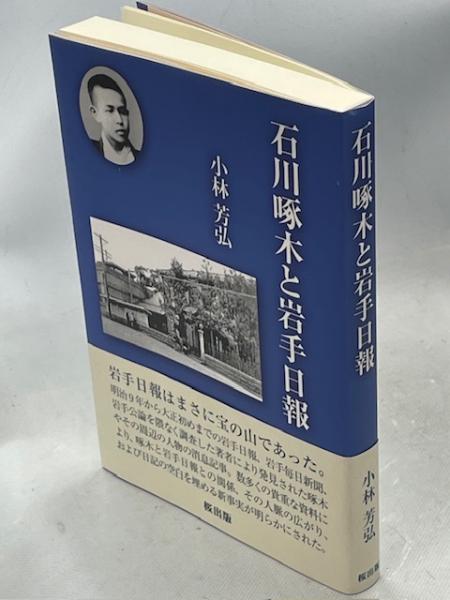 石川啄木と岩手日報
小林 芳弘
岩手日報はまさに宝の山であった。
明治9年から大正初めまでの岩手日報、岩手毎日新聞、
岩手公論を隈なく調査した著者により発見された啄木
やその周辺の人物の消息記事。数多くの貴重な資料に
より、啄木と岩手日報との関係、その人脈の広がり、
および日記の空白を埋める新事実が明らかにされた。
桜出版
石川啄木と岩手日報
小林 芳弘
桜出版